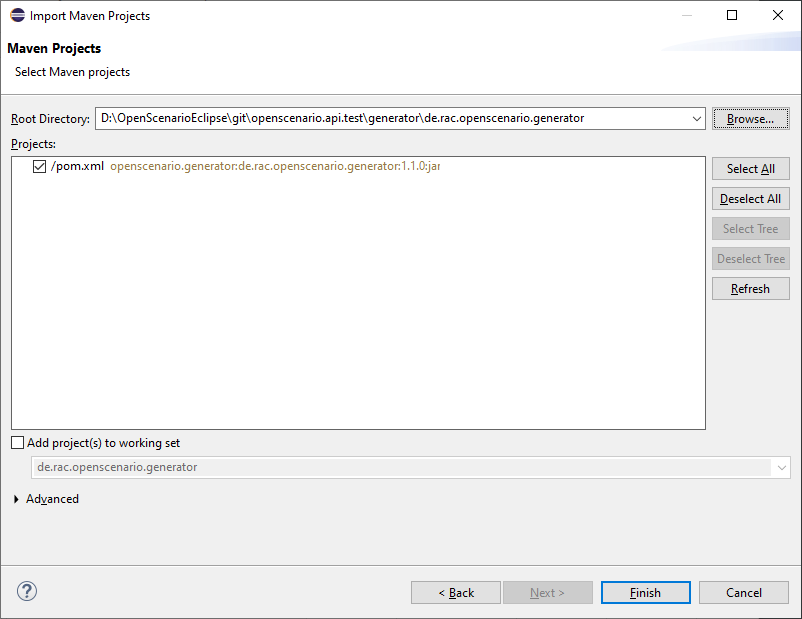 Import Maven Projects
Maven Projects
Select Maven projects
Root Directory: D:\OpenScenarioEclipse\git\openscenario.api.test\generator\de.rac.openscenario.generator Browse...
Projects:
/pom.xml openscenario.generator:de.rac.openscenario.generator:1.1.0:jar
Select All
Deselect All
Select Tree
Deselect Tree
Refresh
Add project(s) to working set
de.rac.openscenario.generator
Advanced
? < Back Next > Finish Cancel